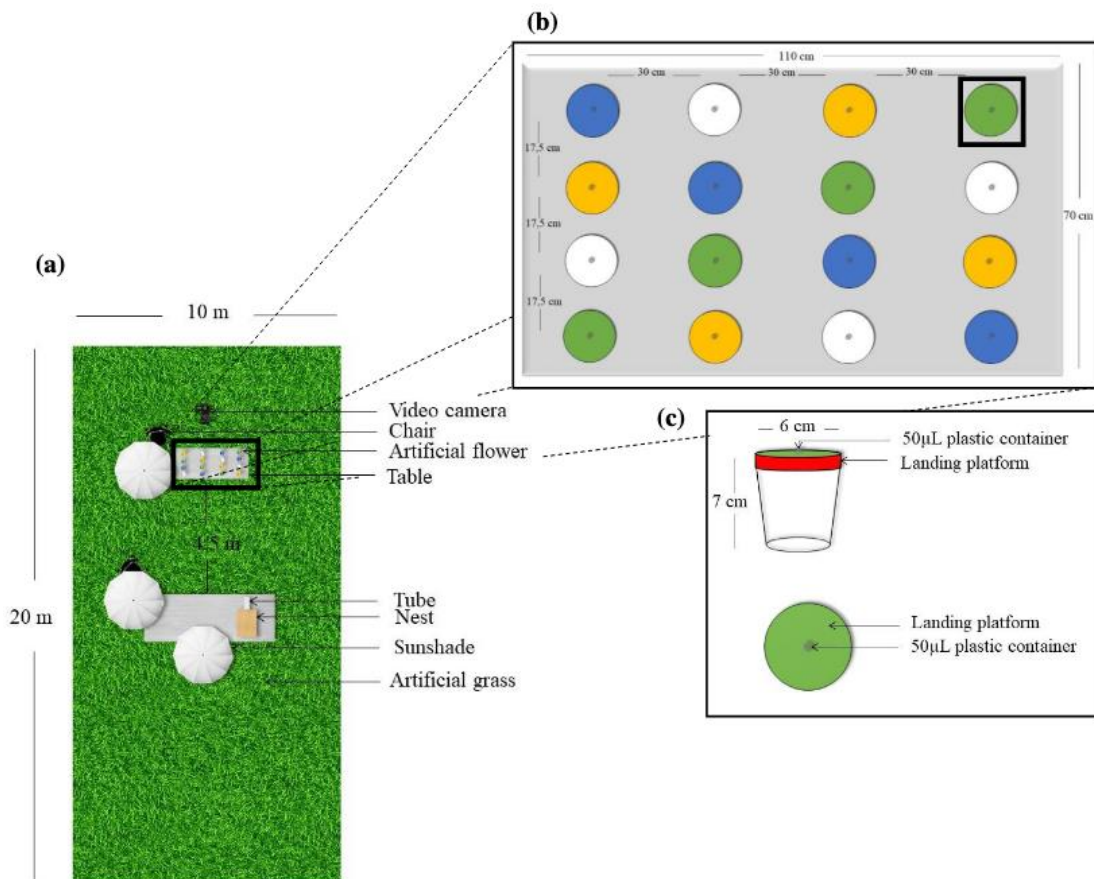 (a)
10 m
20 m
Video camera
Chair
Artificial flower
Table
4.5 m
Tube
Nest
Sunshade
Artificial grass
(b)
110 cm
30 cm
30 cm
30 cm
17,5 cm
17,5 cm
17,5 cm
70 cm
(c)
6 cm
50µL plastic container
Landing platform
7 cm
Landing platform
50µL plastic container